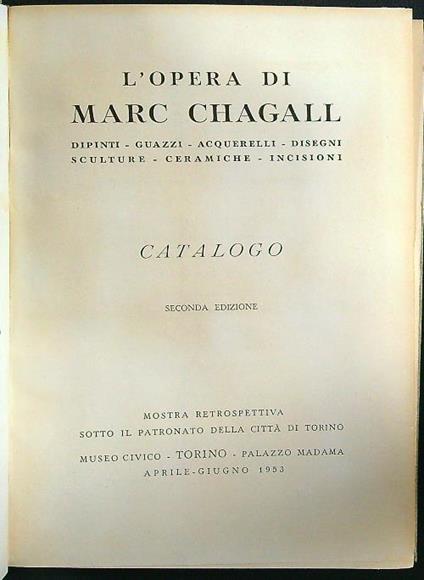 L'OPERA DI
MARC CHAGALL
DIPINTI - GUAZZI - ACQUERELLI - DISEGNI
SCULTURE - CERAMICHE - INCISIONI
CATALOGO
SECONDA EDIZIONE
MOSTRA RETROSPETTIVA
SOTTO IL PATRONATO DELLA CITTÀ DI TORINO
MUSEO CIVICO - TORINO - PALAZZO MADAMA
APRILE-GIUGNO 1953